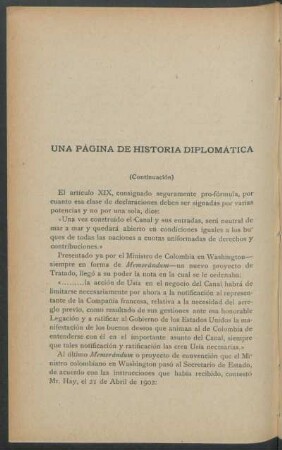 UNA PÁGINA DE HISTORIA DIPLOMÁTICA
(Continuación)
El artículo XIX, consignado seguramente pro-fórmula, por
cuanto esa clase de declaraciones deben ser signadas por varias
potencias y no por una sola, dice:
«Una vez construído el Canal y sus entradas, será neutral de
mar a mar y quedará abierto en condiciones iguales a los bu-
ques de todas las naciones a cuotas uniformadas de derechos y
contribuciones.»
Presentado ya por el Ministro de Colombia en Washington—
siempre en forma de Memorándum—un nuevo proyecto de
Tratado, llegó a su poder la nota en la cual se le ordenaba:
«.........la acción de Usía en el negocio del Canal habrá de
limitarse necesariamente por ahora a la notificación al represen-
tante de la Compañía francesa, relativa a la necesidad del arre-
glo previo, como resultado de sus gestiones ante esa honorable
Legación y a ratificar al Gobierno de los Estados Unidos la ma-
nifestación de los buenos deseos que animan al de Colombia de
entenderse con él en el importante asunto del Canal, siempre
que tales notificación y ratificación las crea Usía necesarias.»
Al último Memorándum o proyecto de convención que el Mi-
nistro colombiano en Washington pasó al Secretario de Estado,
de acuerdo con las instrucciones que había recibido, contestó
Mr. Hay, el 21 de Abril de 1902: